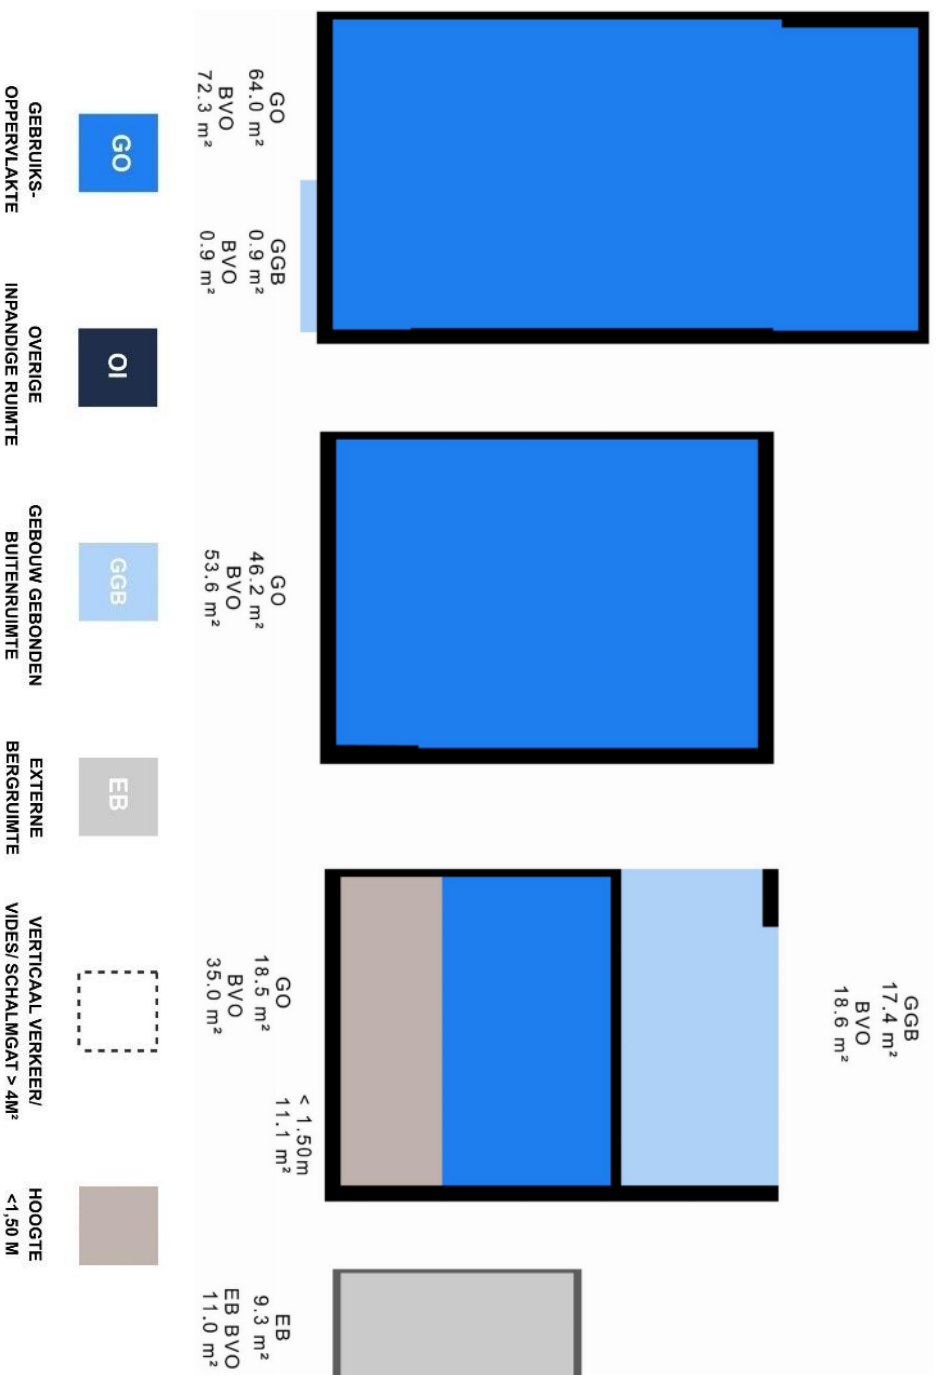 GO
64.0 m²
BVO
72.3 m²
GGB
0.9 m²
BVO
0.9 m²
GO
46.2 m²
BVO
53.6 m²
GGB
17.4 m²
BVO
18.6 m²
GO
18.5 m²
BVO
35.0 m²
< 1.50m
11.1 m²
EB
9.3 m²
EB BVO
11.0 m²
GO
GEBRUIKS-
OPPERVLAKTE
OI
OVERIGE
INPANDIGE RUIMTE
GGB
GEBOUW GEBONDEN
BUITENRUIMTE
EB
EXTERNE
BERGRUIMTE
VERTICAAL VERKEER/
VIDES/ SCHALMGAT > 4M²
HOOGTE
<1,50 M